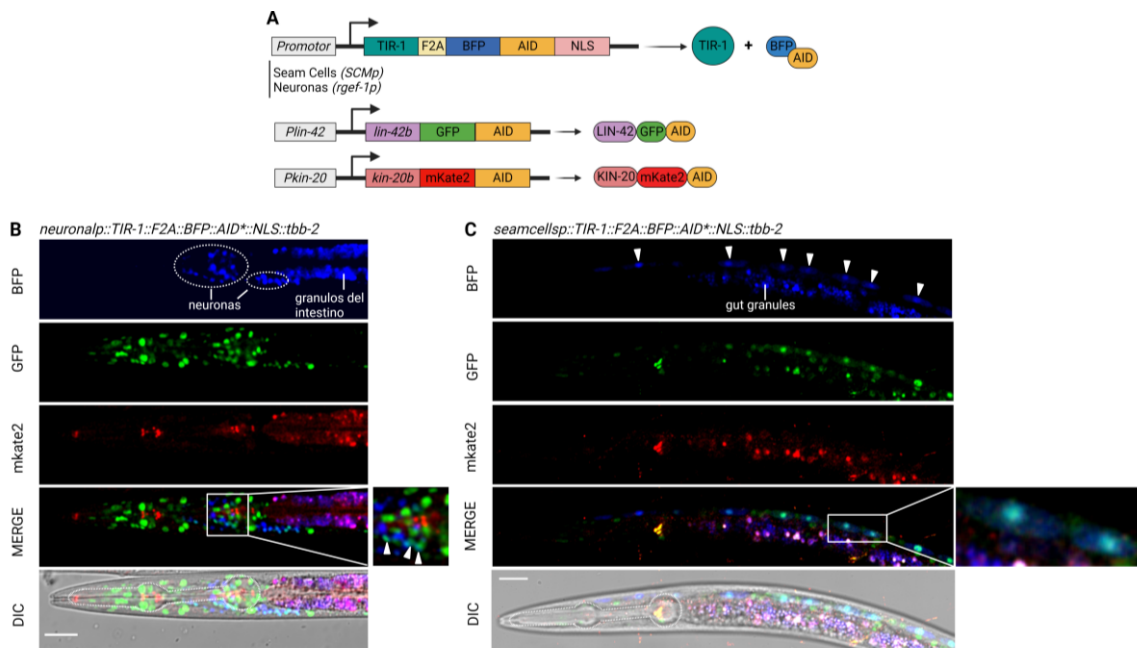 A
Promotor TIR-1 F2A BFP AID NLS TIR-1 + BFP AID
Seam Cells (SCMp)
Neuronas (rgef-1p)
Plin-42 lin-42b GFP AID LIN-42 GFP AID
Pkin-20 kin-20b mKate2 AID KIN-20 mKate2 AID
B neuronalp::TIR-1::F2A::BFP::AID*::NLS::tbb-2
BFP
neuronas
granulos del
intestino
GFP
mkate2
MERGE
DIC
C seamcellsp::TIR-1::F2A::BFP::AID*::NLS::tbb-2
BFP
gut granules
GFP
mkate2
MERGE
DIC